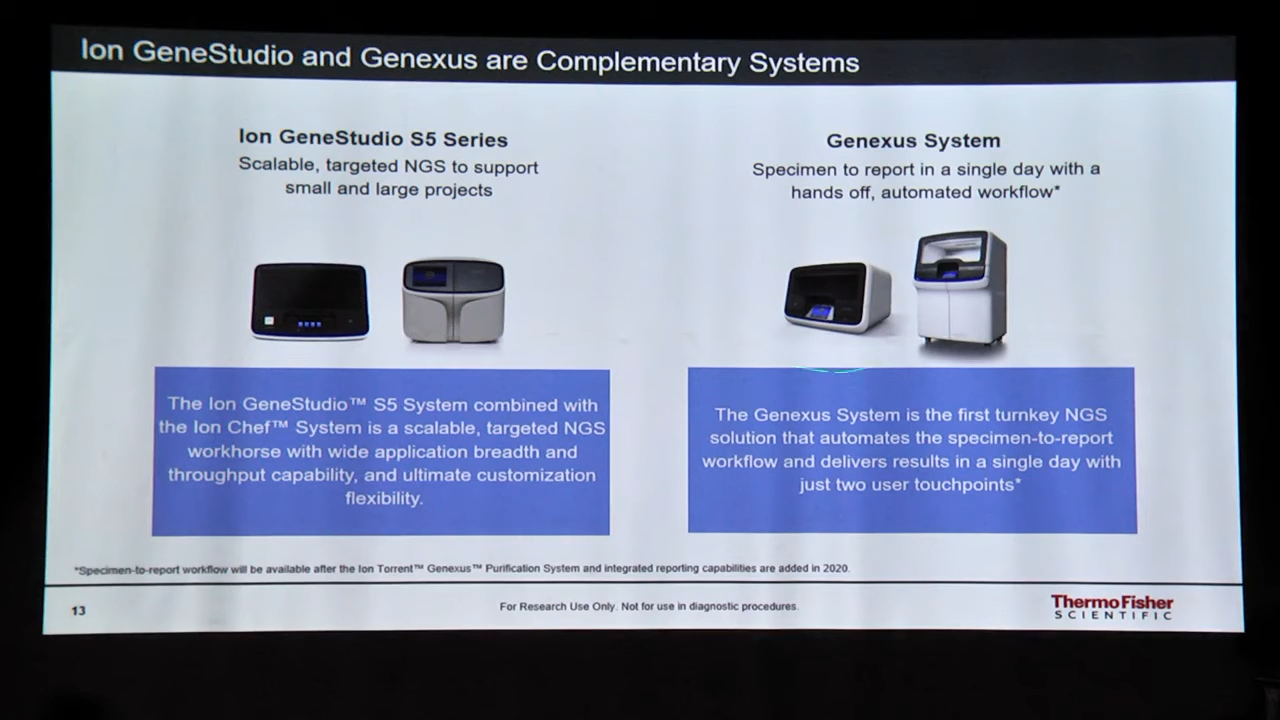 Ion GeneStudio and Genexus are Complementary Systems
Ion GeneStudio S5 Series
Scalable, targeted NGS to support
small and large projects
Genexus System
Specimen to report in a single day with a
hands off, automated workflow*
The Ion GeneStudio™ S5 System combined with
the Ion Chef™ System is a scalable, targeted NGS
workhorse with wide application breadth and
throughput capability, and ultimate customization
flexibility.
The Genexus System is the first turnkey NGS
solution that automates the specimen-to-report
workflow and delivers results in a single day with
just two user touchpoints*
*Specimen-to-report workflow will be available after the Ion Torrent™ Genexus™ Purification System and integrated reporting capabilities are added in 2020.
13
For Research Use Only. Not for use in diagnostic procedures.
ThermoFisher
SCIENTIFIC